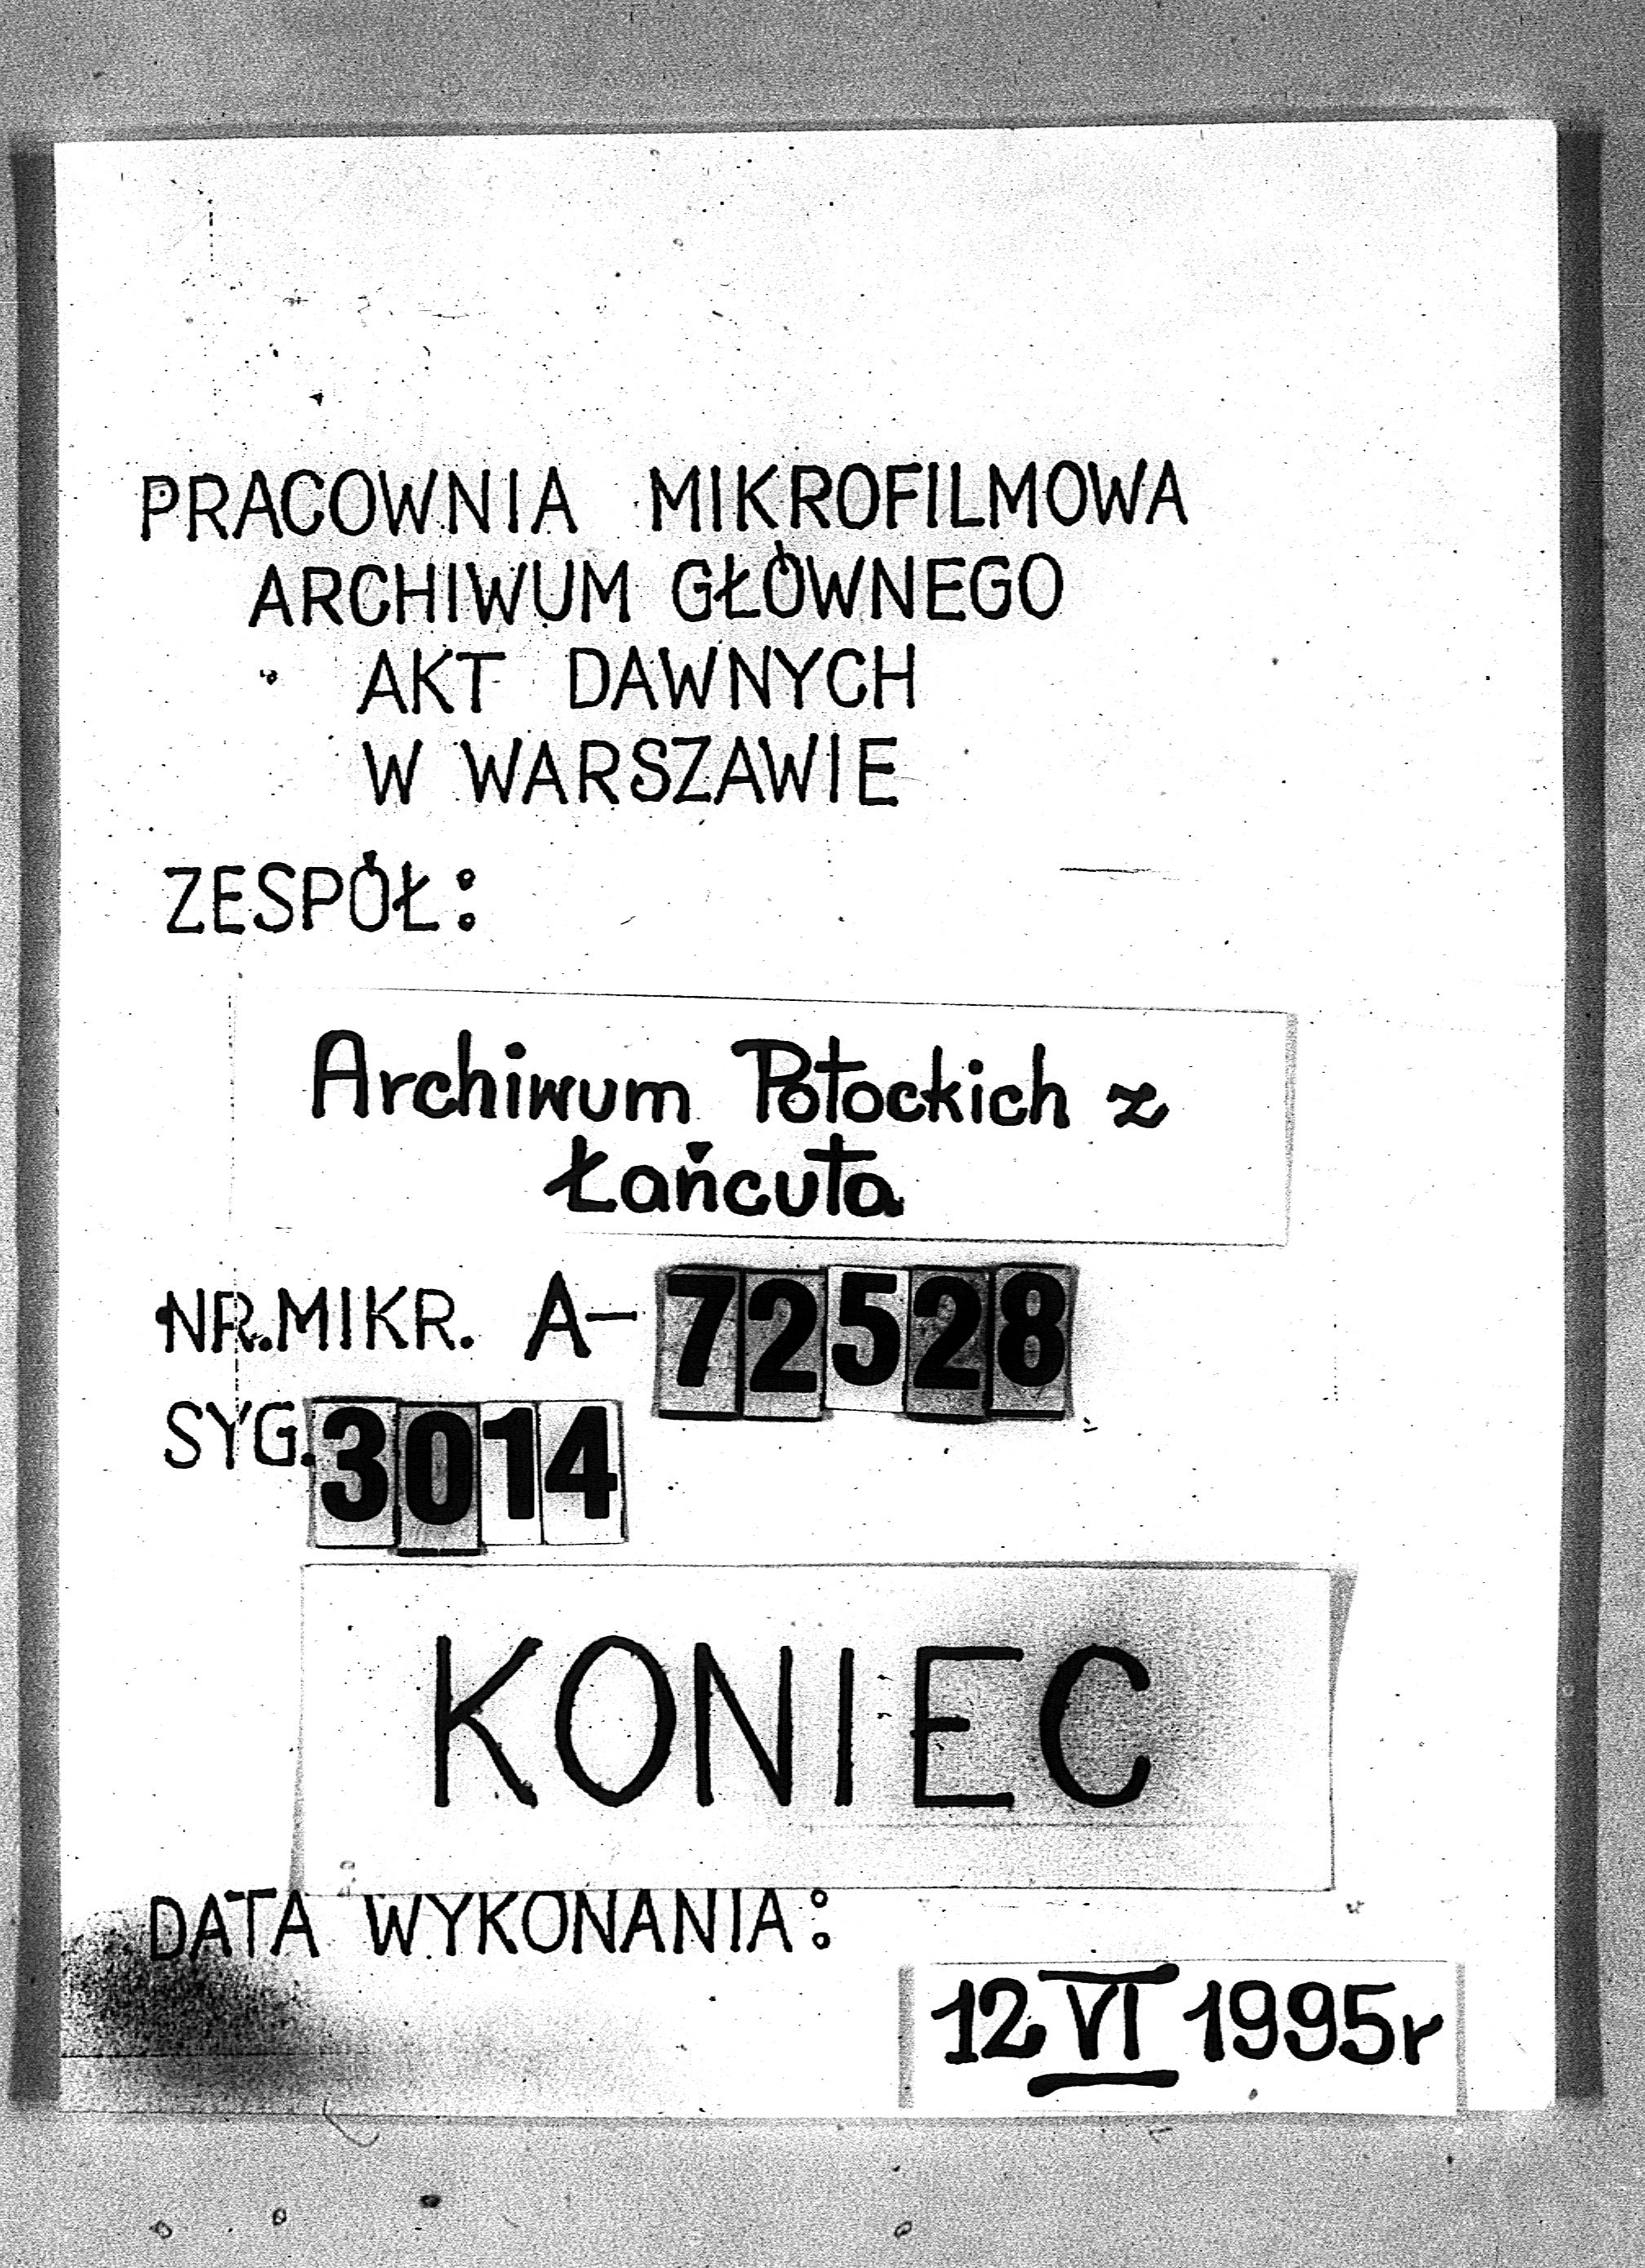 PRACOWNIA MIKROFILMOWA
ARCHIWUM GŁÓWNEGO
AKT DAWNYCH
W WARSZAWIE
ZESPÓŁ:
Archiwum Potockich z
Łańcuta
NR.MIKR. A-72528
SYG.3014
KONIEC
DATA WYKONANIA:
12 VI 1995r